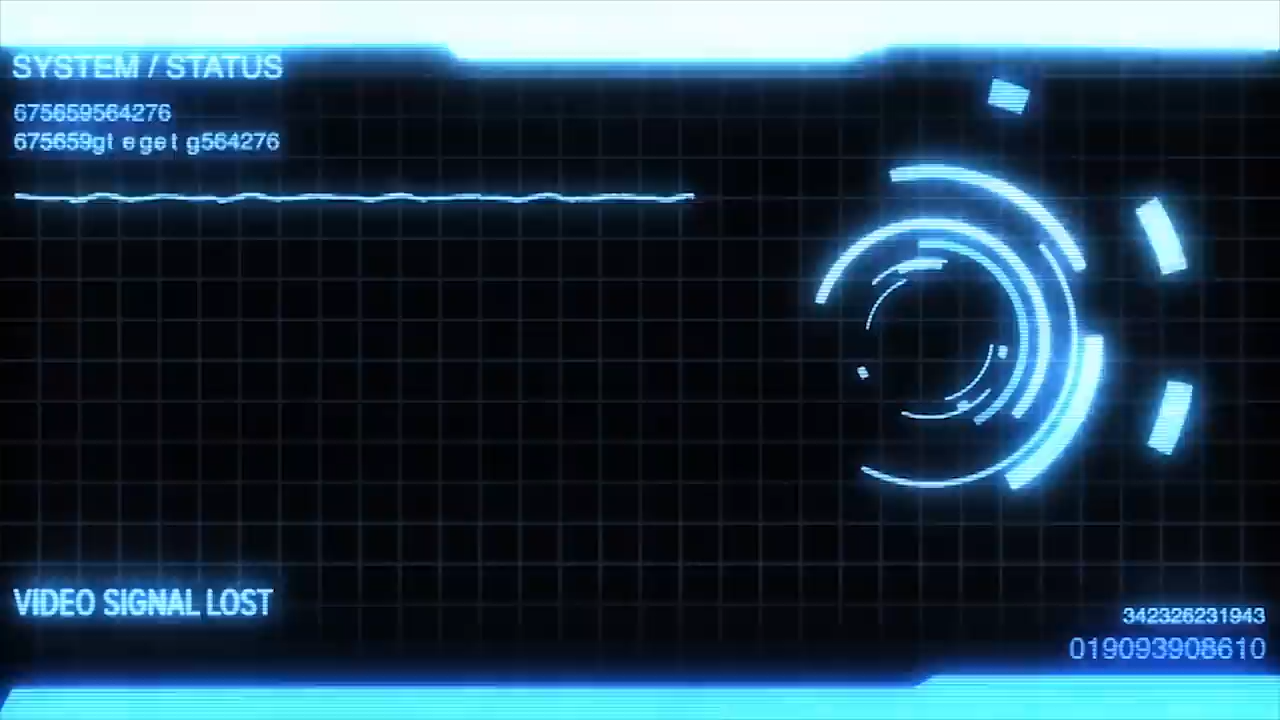 SYSTEM / STATUS
675659564276
675659gt eget g564276
VIDEO SIGNAL LOST
342326231943
019093908610